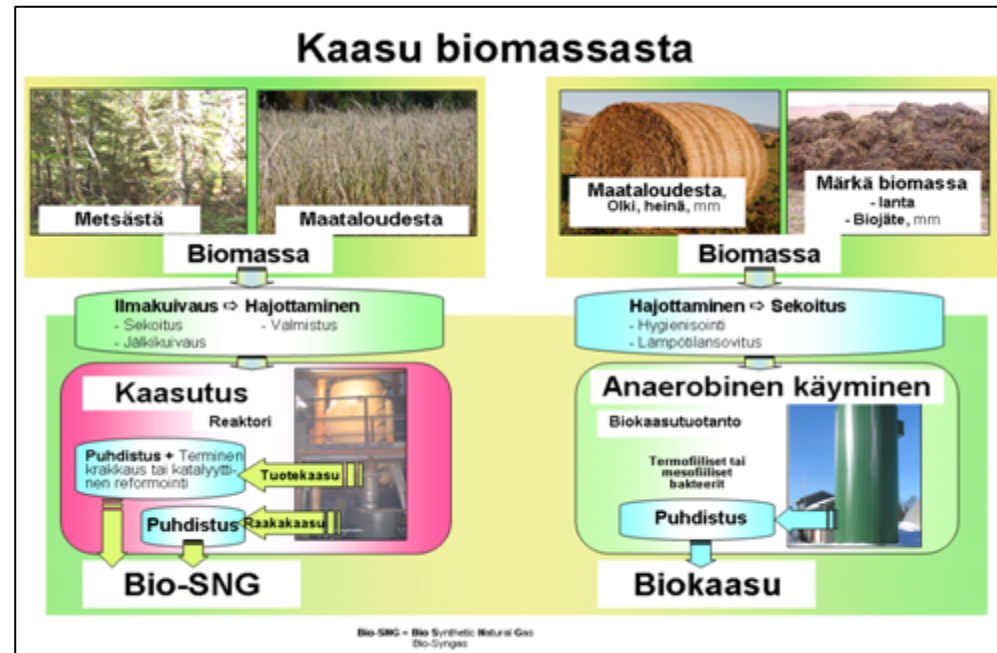 Kaasu biomassasta
Metsästä
Maataloudesta
Biomassa
Ilmakuivaus ⇨ Hajottaminen
- Sekoitus - Valmistus
- Jälkikuivaus
Kaasutus
Reaktori
Puhdistus + Terminen
krakkaus tai katalyytti-
nen reformointi
Tuotekaasu
Puhdistus
Raakakaasu
Bio-SNG
Maataloudesta,
Olki, heinä, mm
Märkä biomassa
- lanta
- Biojäte, mm
Biomassa
Hajottaminen ⇨ Sekoitus
- Hygienisointi
- Lämpötilansovitus
Anaerobinen käyminen
Biokaasutuotanto
Termofiiliset tai
mesofiiliset
bakteerit
Puhdistus
Biokaasu
Bio-SNG = Bio Synthetic Natural Gas
Bio-Syngas